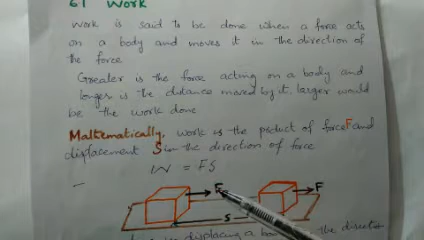 6.1 Work
Work is said to be done when a force acts
on a body and moves it in the direction of
the force
Greater is the force acting on a body and
longer is the distance moved by it, larger would
be the work done
Mathematically, work is the product of force F and
displacement S in the direction of force
W = FS
F F
S
displacing a the